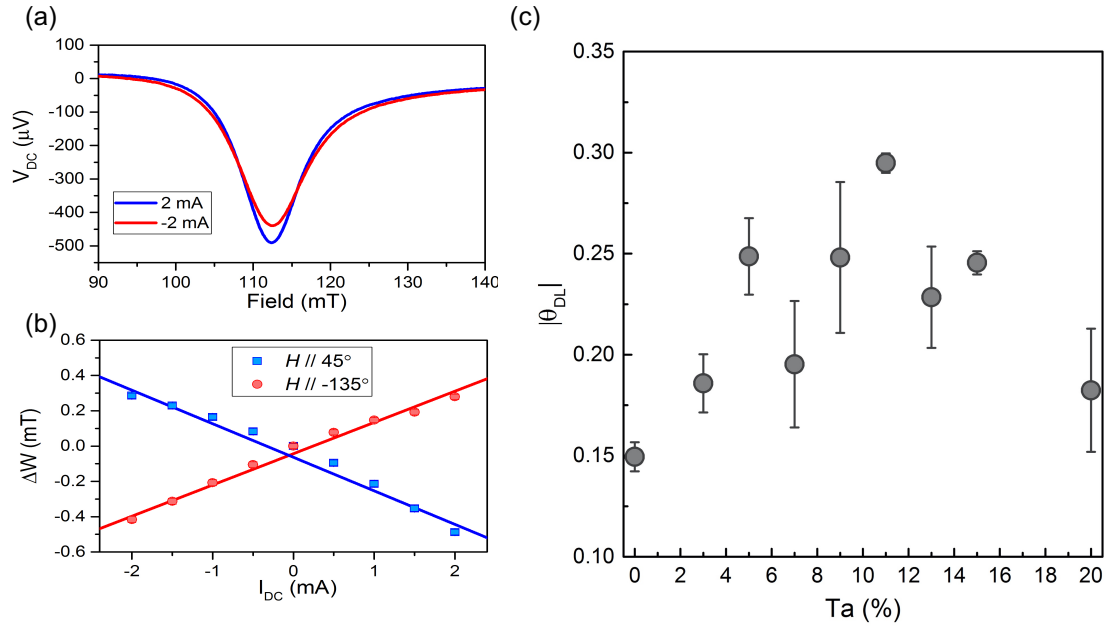 (a)
100
0
-100
-200
-300
-400
-500
V_DC (μV)
2 mA
-2 mA
90 100 110 120 130 140
Field (mT)
(b)
0.6
0.4
0.2
0.0
-0.2
-0.4
-0.6
ΔW (mT)
H // 45°
H // -135°
-2 -1 0 1 2
I_DC (mA)
(c)
0.35
0.30
0.25
0.20
0.15
0.10
|θ_DL|
0 2 4 6 8 10 12 14 16 18 20
Ta (%)